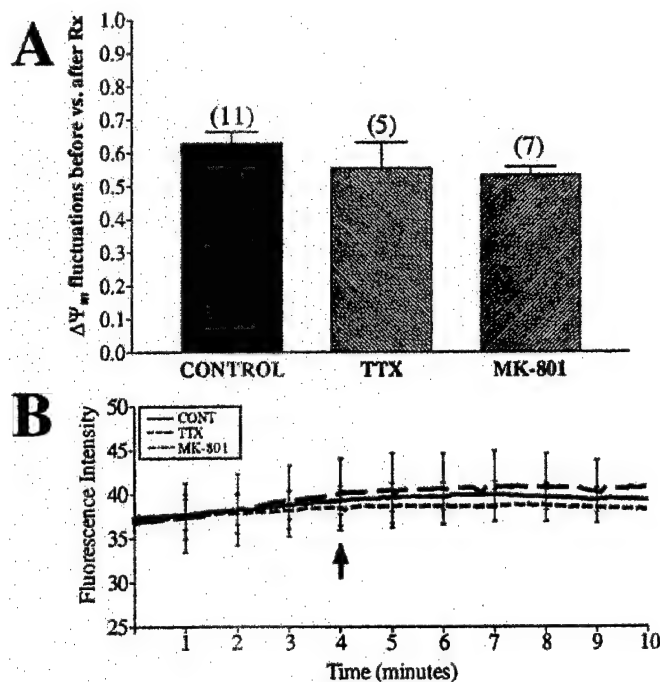 A
ΔΨm fluctuations before vs. after Rx
1.0
0.9
0.8
0.7
0.6
0.5
0.4
0.3
0.2
0.1
0.0
(11)
(5)
(7)
CONTROL
TTX
MK-801
B
Fluorescence Intensity
50
45
40
35
30
25
CONT
TTX
MK-801
1 2 3 4 5 6 7 8 9 10
Time (minutes)